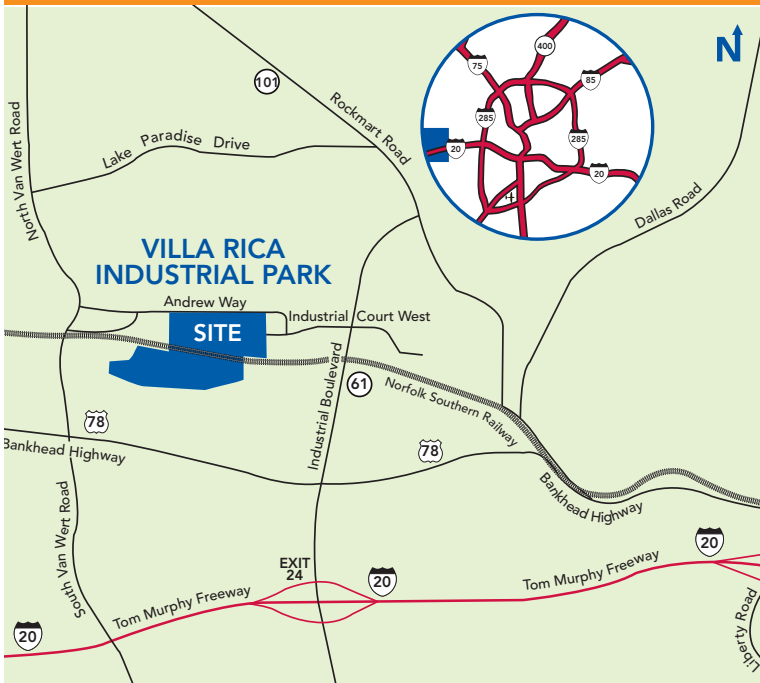 400
75
85
N
101
285
285
20
20
Rockmart Road
North Van Wert Road
Lake Paradise Drive
Dallas Road
VILLA RICA
INDUSTRIAL PARK
Andrew Way
Industrial Court West
SITE
61
Norfolk Southern Railway
Industrial Boulevard
78
Bankhead Highway
78
Bankhead Highway
South Van Wert Road
EXIT
24
20
Tom Murphy Freeway
20
Tom Murphy Freeway
20
Liberty Road